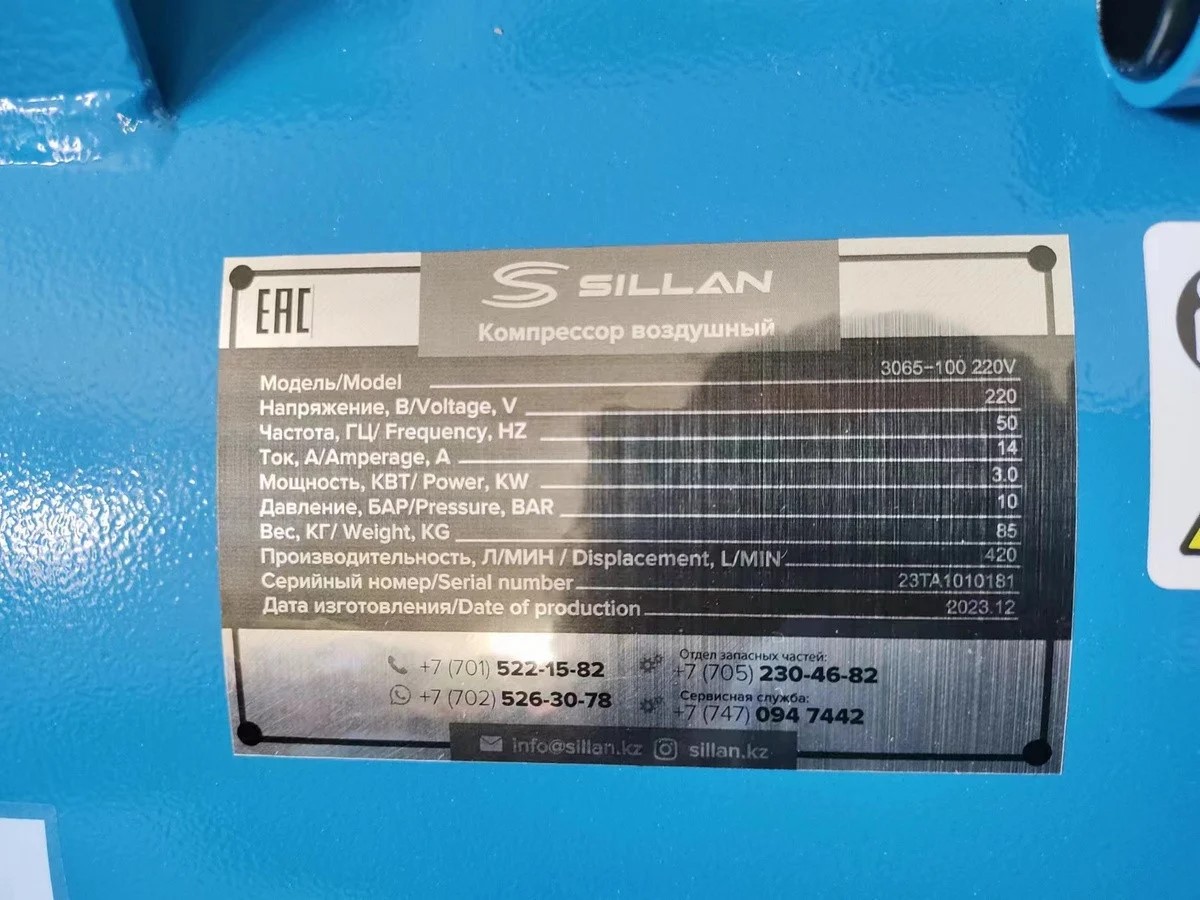 EAC
SILLAN
Компрессор воздушный
Модель/Model 3065-100 220V
Напряжение, В/Voltage, V 220
Частота, ГЦ/ Frequency, HZ 50
Ток, А/Amperage, A 14
Мощность, КВТ/ Power, KW 3.0
Давление, БАР/Pressure, BAR 10
Вес, КГ/ Weight, KG 85
Производительность, Л/МИН / Displacement, L/MIN 420
Серийный номер/Serial number 23TA1010181
Дата изготовления/Date of production 2023.12
+7 (701) 522-15-82
+7 (702) 526-30-78
Отдел запасных частей:
+7 (705) 230-46-82
Сервисная служба:
+7 (747) 094 7442
info@sillan.kz sillan.kz